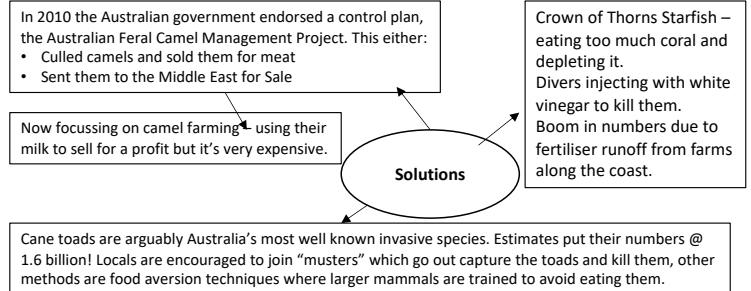 In 2010 the Australian government endorsed a control plan,
the Australian Feral Camel Management Project. This either:
• Culled camels and sold them for meat
• Sent them to the Middle East for Sale
Now focussing on camel farming – using their
milk to sell for a profit but it’s very expensive.
Crown of Thorns Starfish –
eating too much coral and
depleting it.
Divers injecting with white
vinegar to kill them.
Boom in numbers due to
fertiliser runoff from farms
along the coast.
Solutions
Cane toads are arguably Australia’s most well known invasive species. Estimates put their numbers @
1.6 billion! Locals are encouraged to join “musters” which go out capture the toads and kill them, other
methods are food aversion techniques where larger mammals are trained to avoid eating them.